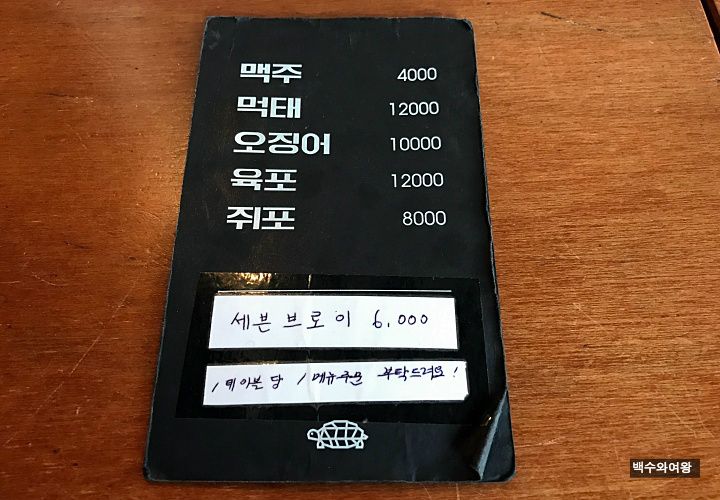 맥주 4000
먹태 12000
오징어 10000
육포 12000
쥐포 8000
세븐 브로이 6,000
1 테이블 당 1 메뉴주문 부탁드려요!
백수와여왕